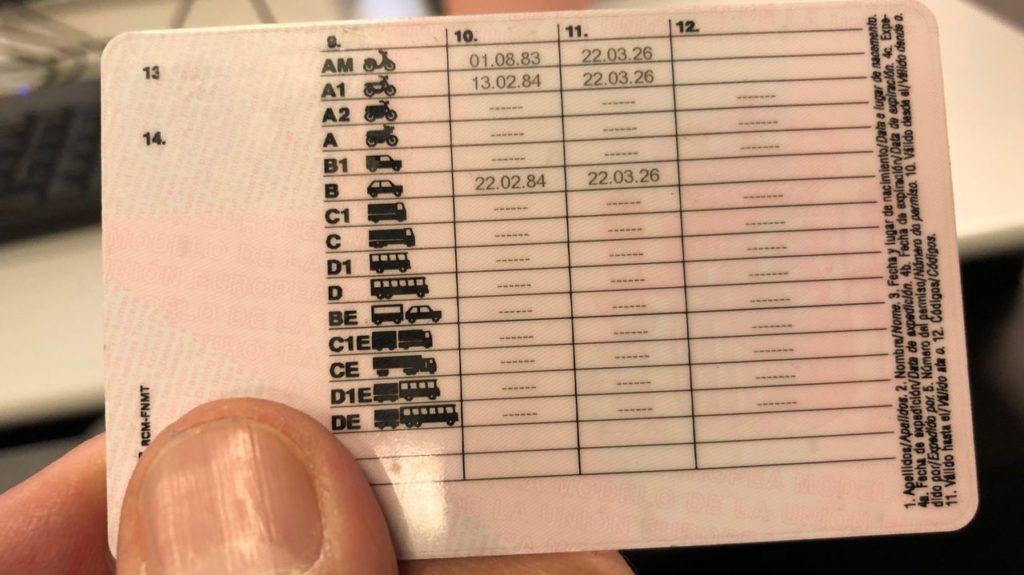 9. 10. 11. 12.
13
AM 01.08.83 22.03.26
A1 13.02.84 22.03.26
A2 ------ ------ ------
14.
A ------ ------ ------
B1 ------ ------ ------
B 22.02.84 22.03.26
C1 ------ ------ ------
C ------ ------ ------
D1 ------ ------ ------
D ------ ------ ------
BE ------ ------ ------
C1E ------ ------ ------
CE ------ ------ ------
D1E ------ ------ ------
DE ------ ------ ------
RCM-FNMT
1. Apellidos/Apelidos. 2. Nombre/Nome. 3. Fecha y lugar de nacimiento/Data e lugar de nacemento.
4a. Fecha de expedición/Data de expedición. 4b. Fecha de expiración/Data de expiración. 4c. Expe-
dido por/Expedido por. 5. Número del permiso/Número do permiso. 10. Válido desde el/Válido dende o.
11. Válido hasta el/Válido ata o. 12. Códigos/Códigos.